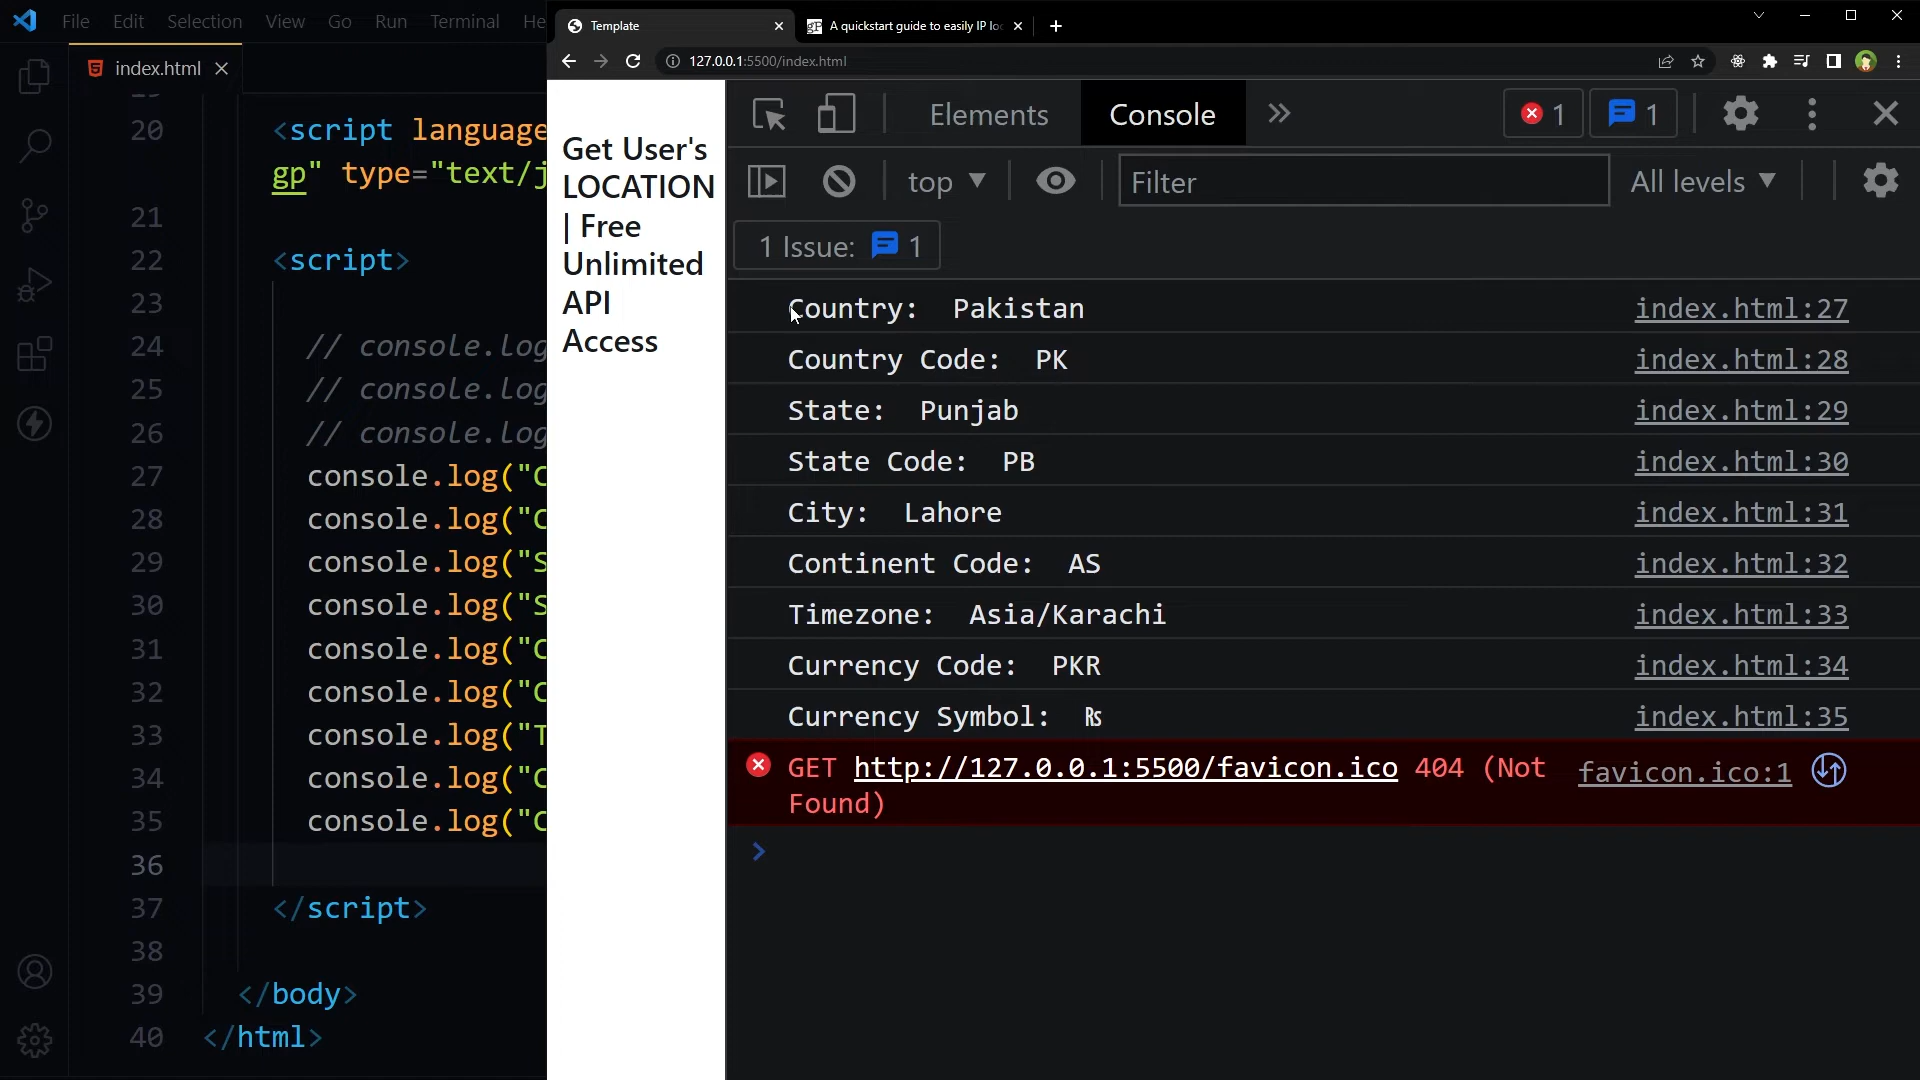 File Edit Selection View Go Run Terminal He
index.html
20 <script language
gp" type="text/j
21
22 <script>
23
24 // console.log
25 // console.log
26 // console.log
27 console.log("C
28 console.log("C
29 console.log("S
30 console.log("S
31 console.log("C
32 console.log("C
33 console.log("T
34 console.log("C
35 console.log("C
36
37 </script>
38
39 </body>
40 </html>
Template
A quickstart guide to easily IP lo
127.0.0.1:5500/index.html
Get User's
LOCATION
| Free
Unlimited
API
Access
Elements Console » 1 1
top Filter All levels
1 Issue: 1
Country: Pakistan index.html:27
Country Code: PK index.html:28
State: Punjab index.html:29
State Code: PB index.html:30
City: Lahore index.html:31
Continent Code: AS index.html:32
Timezone: Asia/Karachi index.html:33
Currency Code: PKR index.html:34
Currency Symbol: ₨ index.html:35
GET http://127.0.0.1:5500/favicon.ico 404 (Not favicon.ico:1
Found)